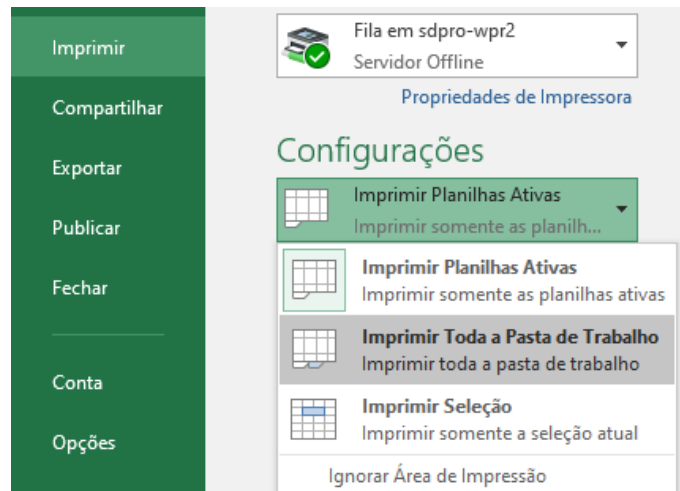 Imprimir
Compartilhar
Exportar
Publicar
Fechar
Conta
Opções
Fila em sdpro-wpr2
Servidor Offline
Propriedades de Impressora
Configurações
Imprimir Planilhas Ativas
Imprimir somente as planilh...
Imprimir Planilhas Ativas
Imprimir somente as planilhas ativas
Imprimir Toda a Pasta de Trabalho
Imprimir toda a pasta de trabalho
Imprimir Seleção
Imprimir somente a seleção atual
Ignorar Área de Impressão